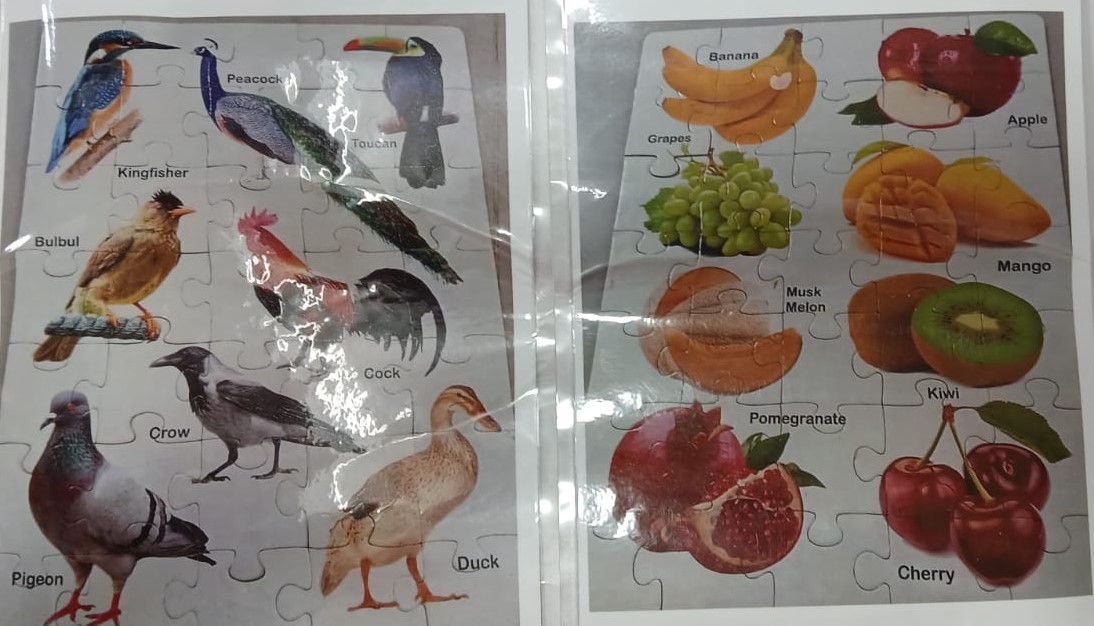 Peacock
Toucan
Kingfisher
Bulbul
Cock
Crow
Duck
Pigeon
Banana
Apple
Grapes
Mango
Musk
Melon
Kiwi
Pomegranate
Cherry